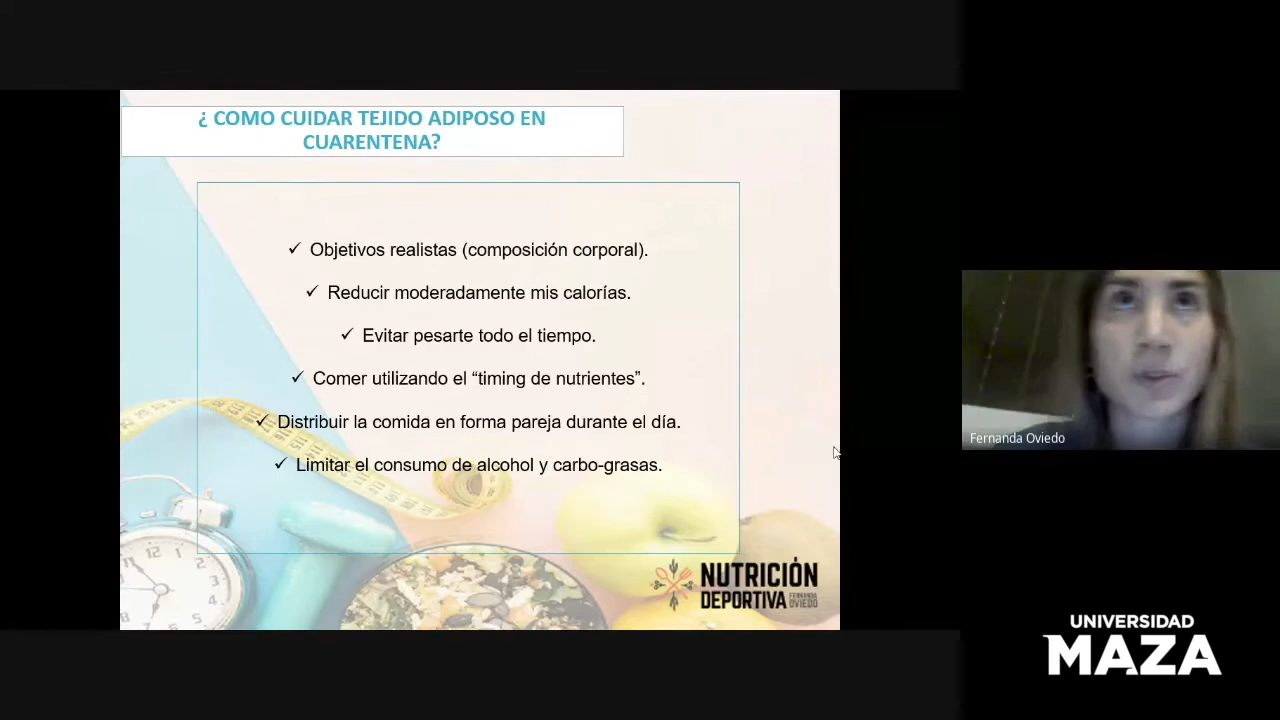 ¿ COMO CUIDAR TEJIDO ADIPOSO EN
CUARENTENA?
✓ Objetivos realistas (composición corporal).
✓ Reducir moderadamente mis calorías.
✓ Evitar pesarte todo el tiempo.
✓ Comer utilizando el “timing de nutrientes”.
✓ Distribuir la comida en forma pareja durante el día.
✓ Limitar el consumo de alcohol y carbo-grasas.
NUTRICIÓN
DEPORTIVA FERNANDA
OVIEDO
Fernanda Oviedo
UNIVERSIDAD
MAZA